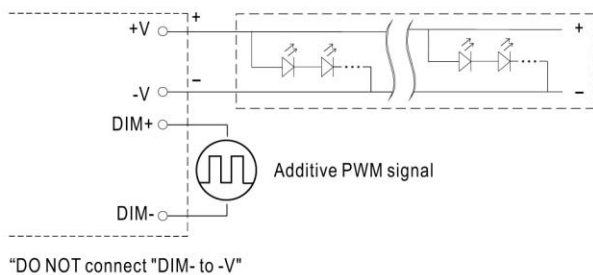 +V + +
-V − −
DIM+
Additive PWM signal
DIM-
“DO NOT connect "DIM- to -V"